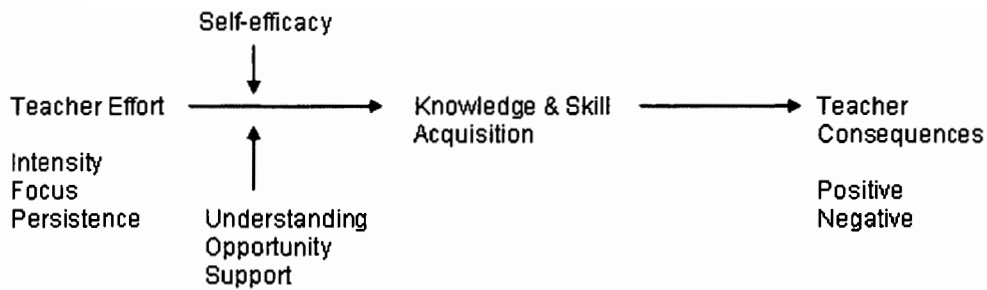 Self-efficacy
Teacher Effort
Knowledge & Skill
Acquisition
Teacher
Consequences
Intensity
Focus
Persistence
Understanding
Opportunity
Support
Positive
Negative